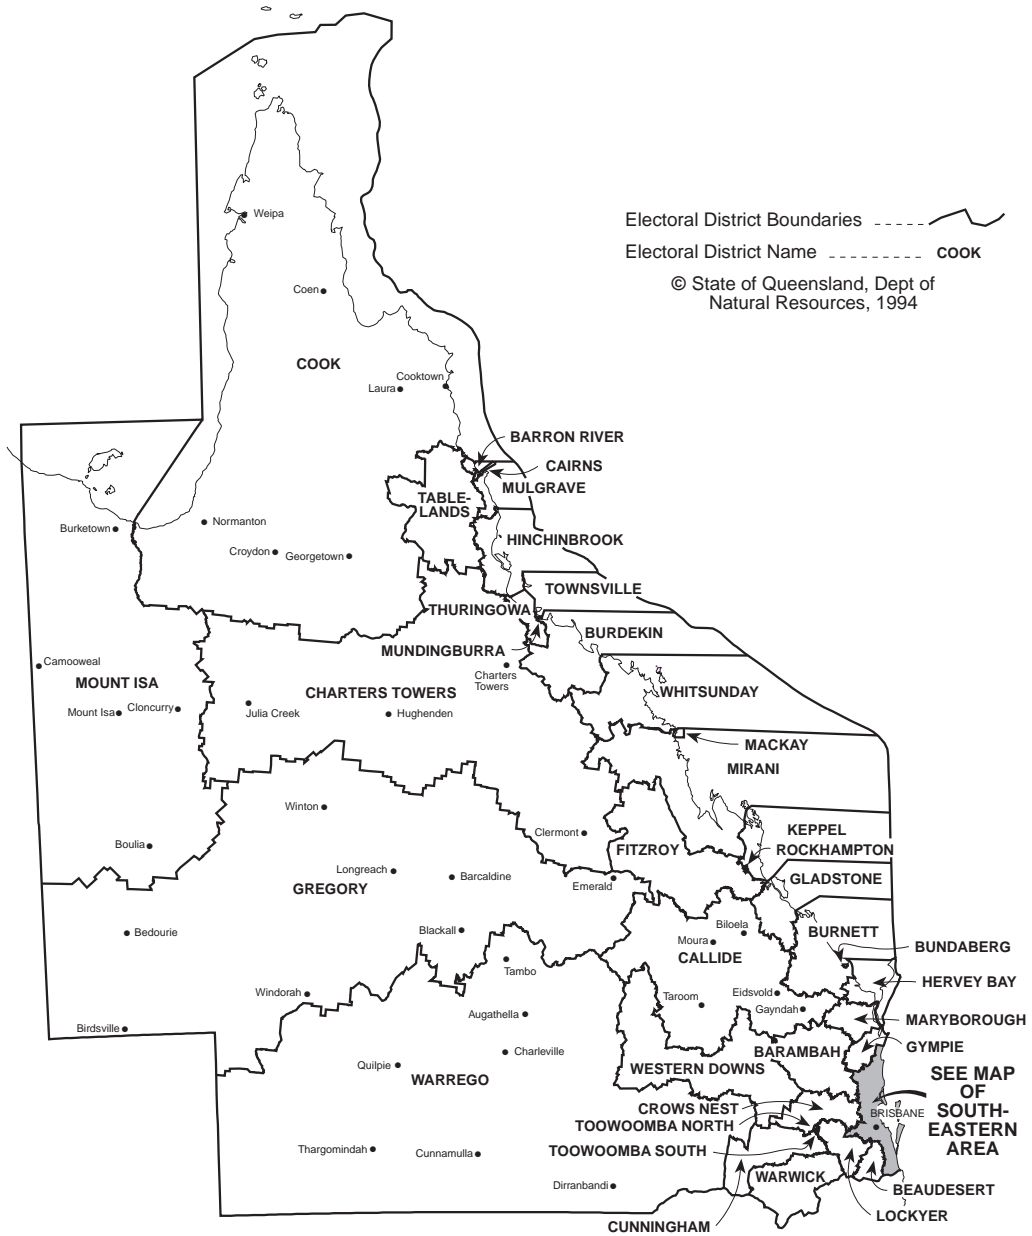 Weipa
Electoral District Boundaries
Electoral District Name
COOK
© State of Queensland, Dept of
Natural Resources, 1994
Coen
COOK
Cooktown
Laura
BARRON RIVER
CAIRNS
MULGRAVE
TABLE-
LANDS
Burketown
Normanton
HINCHINBROOK
Croydon
Georgetown
TOWNSVILLE
THURINGOWA
BURDEKIN
MUNDINGBURRA
Camooweal
Charters
Towers
MOUNT ISA
CHARTERS TOWERS
WHITSUNDAY
Mount Isa
Cloncurry
Julia Creek
Hughenden
MACKAY
MIRANI
Winton
Clermont
KEPPEL
Boulia
FITZROY
ROCKHAMPTON
Longreach
Barcaldine
GLADSTONE
GREGORY
Emerald
Bedourie
Blackall
Biloela
BURNETT
Moura
BUNDABERG
CALLIDE
Tambo
HERVEY BAY
Windorah
Taroom
Eidsvold
Gayndah
Augathella
MARYBOROUGH
Birdsville
GYMPIE
Charleville
BARAMBAH
Quilpie
WESTERN DOWNS
WARREGO
SEE MAP
OF
SOUTH-
EASTERN
AREA
CROWS NEST
BRISBANE
TOOWOOMBA NORTH
Thargomindah
Cunnamulla
TOOWOOMBA SOUTH
WARWICK
Dirranbandi
BEAUDESERT
LOCKYER
CUNNINGHAM